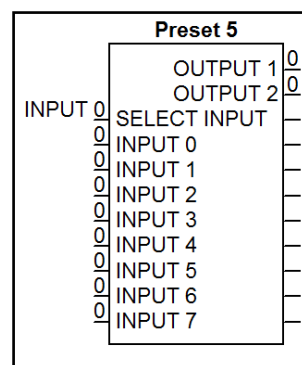 Preset 5
OUTPUT 1 0
OUTPUT 2 0
INPUT 0 SELECT INPUT
0 INPUT 0
0 INPUT 1
0 INPUT 2
0 INPUT 3
0 INPUT 4
0 INPUT 5
0 INPUT 6
0 INPUT 7